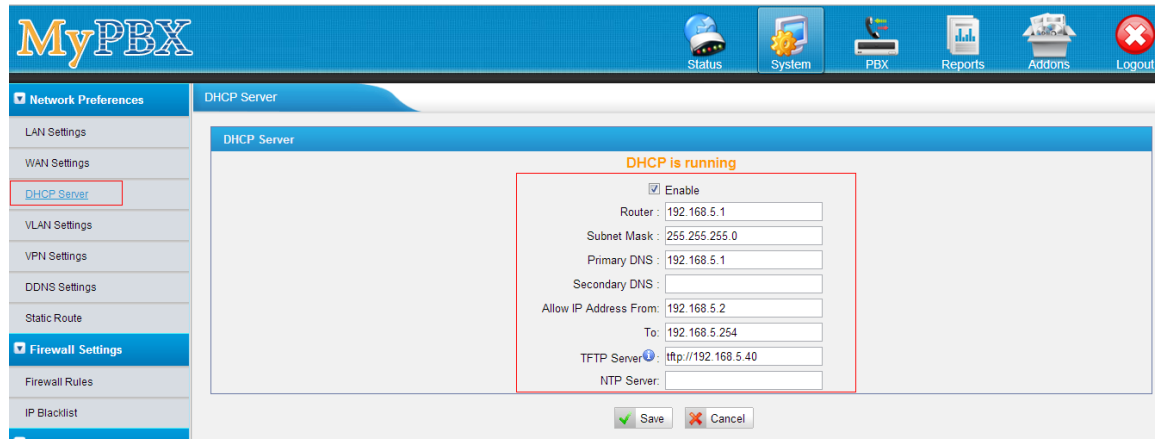 MyPBX
Status
System
PBX
Reports
Addons
Logout
Network Preferences
LAN Settings
WAN Settings
DHCP Server
VLAN Settings
VPN Settings
DDNS Settings
Static Route
Firewall Settings
Firewall Rules
IP Blacklist
DHCP Server
DHCP Server
DHCP is running
Enable
Router : 192.168.5.1
Subnet Mask : 255.255.255.0
Primary DNS : 192.168.5.1
Secondary DNS :
Allow IP Address From: 192.168.5.2
To: 192.168.5.254
TFTP Server : tftp://192.168.5.40
NTP Server:
Save Cancel